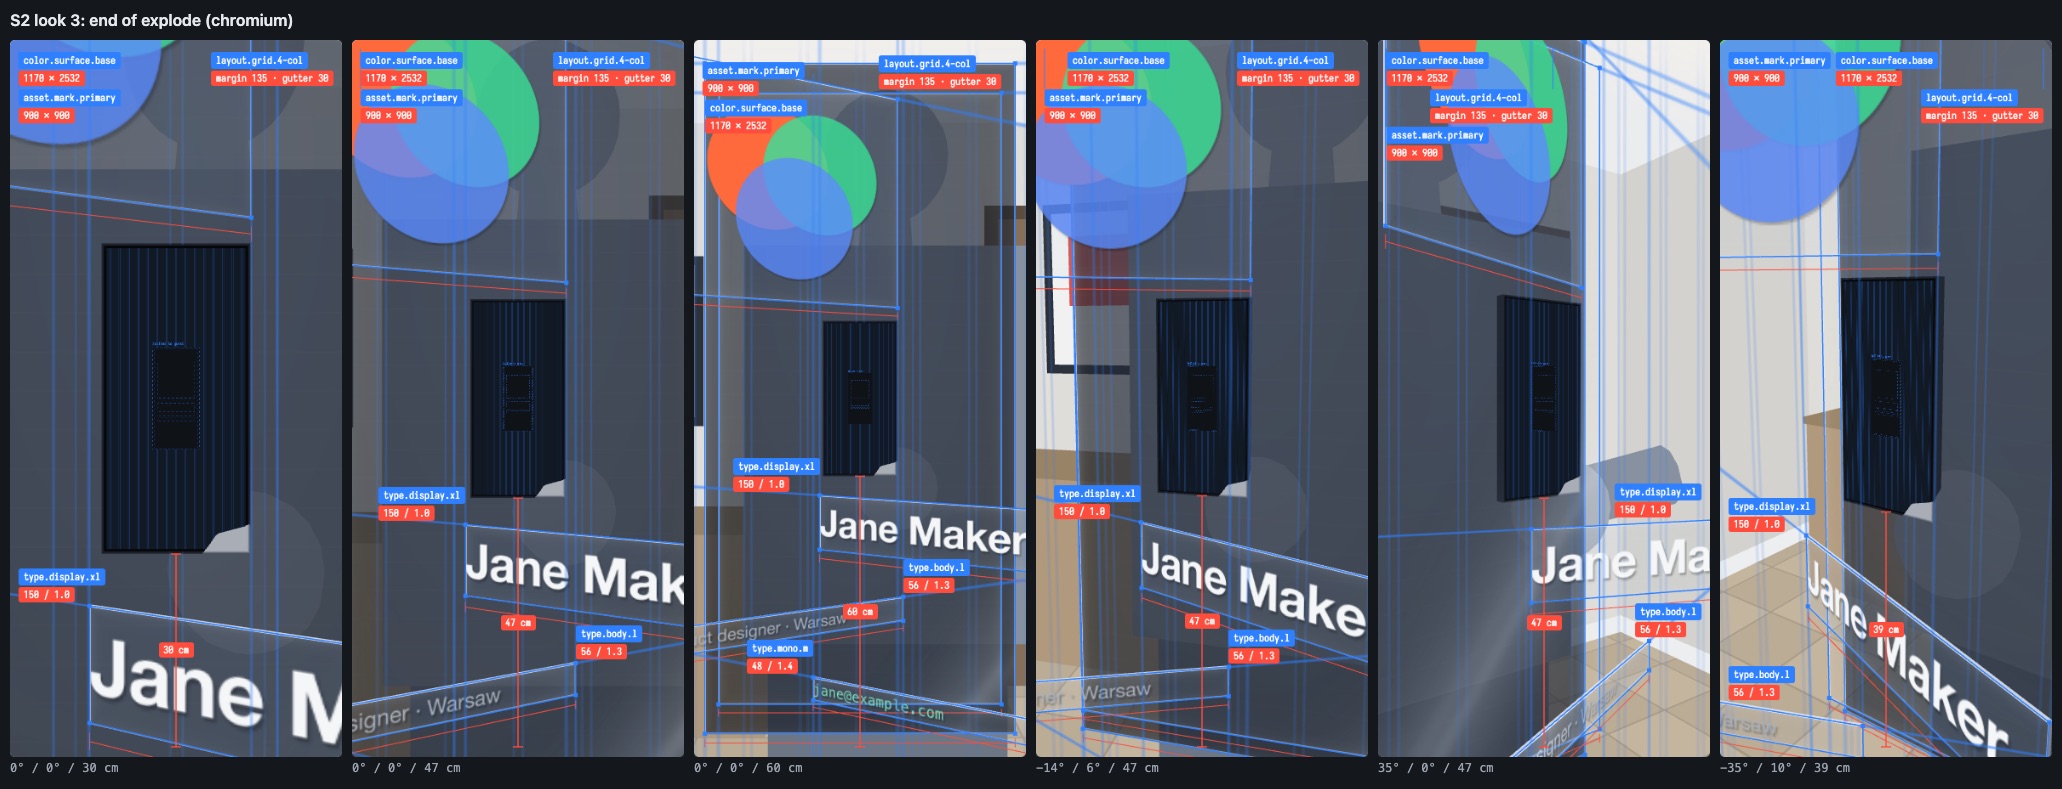 S2 look 3: end of explode (chromium)
color.surface.base
1170 × 2532
asset.mark.primary
900 × 900
layout.grid.4-col
margin 135 · gutter 30
type.display.xl
150 / 1.0
30 cm
Jane M
0° / 0° / 30 cm
color.surface.base
1170 × 2532
asset.mark.primary
900 × 900
layout.grid.4-col
margin 135 · gutter 30
type.display.xl
150 / 1.0
Jane Mak
47 cm
type.body.l
56 / 1.3
signer · Warsaw
0° / 0° / 47 cm
asset.mark.primary
900 × 900
color.surface.base
1170 × 2532
layout.grid.4-col
margin 135 · gutter 30
type.display.xl
150 / 1.0
Jane Maker
type.body.l
56 / 1.3
60 cm
ct designer · Warsaw
type.mono.m
48 / 1.4
jane@example.com
0° / 0° / 60 cm
color.surface.base
1170 × 2532
asset.mark.primary
900 × 900
layout.grid.4-col
margin 135 · gutter 30
type.display.xl
150 / 1.0
Jane Make
47 cm
type.body.l
56 / 1.3
ner · Warsaw
−14° / 6° / 47 cm
color.surface.base
1170 × 2532
layout.grid.4-col
margin 135 · gutter 30
asset.mark.primary
900 × 900
type.display.xl
150 / 1.0
Jane Ma
type.body.l
56 / 1.3
47 cm
signer · Warsaw
35° / 0° / 47 cm
asset.mark.primary
900 × 900
color.surface.base
1170 × 2532
layout.grid.4-col
margin 135 · gutter 30
type.display.xl
150 / 1.0
Jane Maker
39 cm
type.body.l
56 / 1.3
Warsaw
−35° / 10° / 39 cm